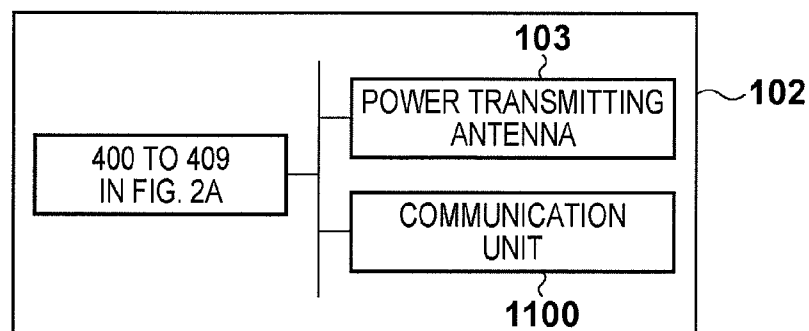 103
POWER TRANSMITTING
ANTENNA
102
400 TO 409
IN FIG. 2A
COMMUNICATION
UNIT
1100